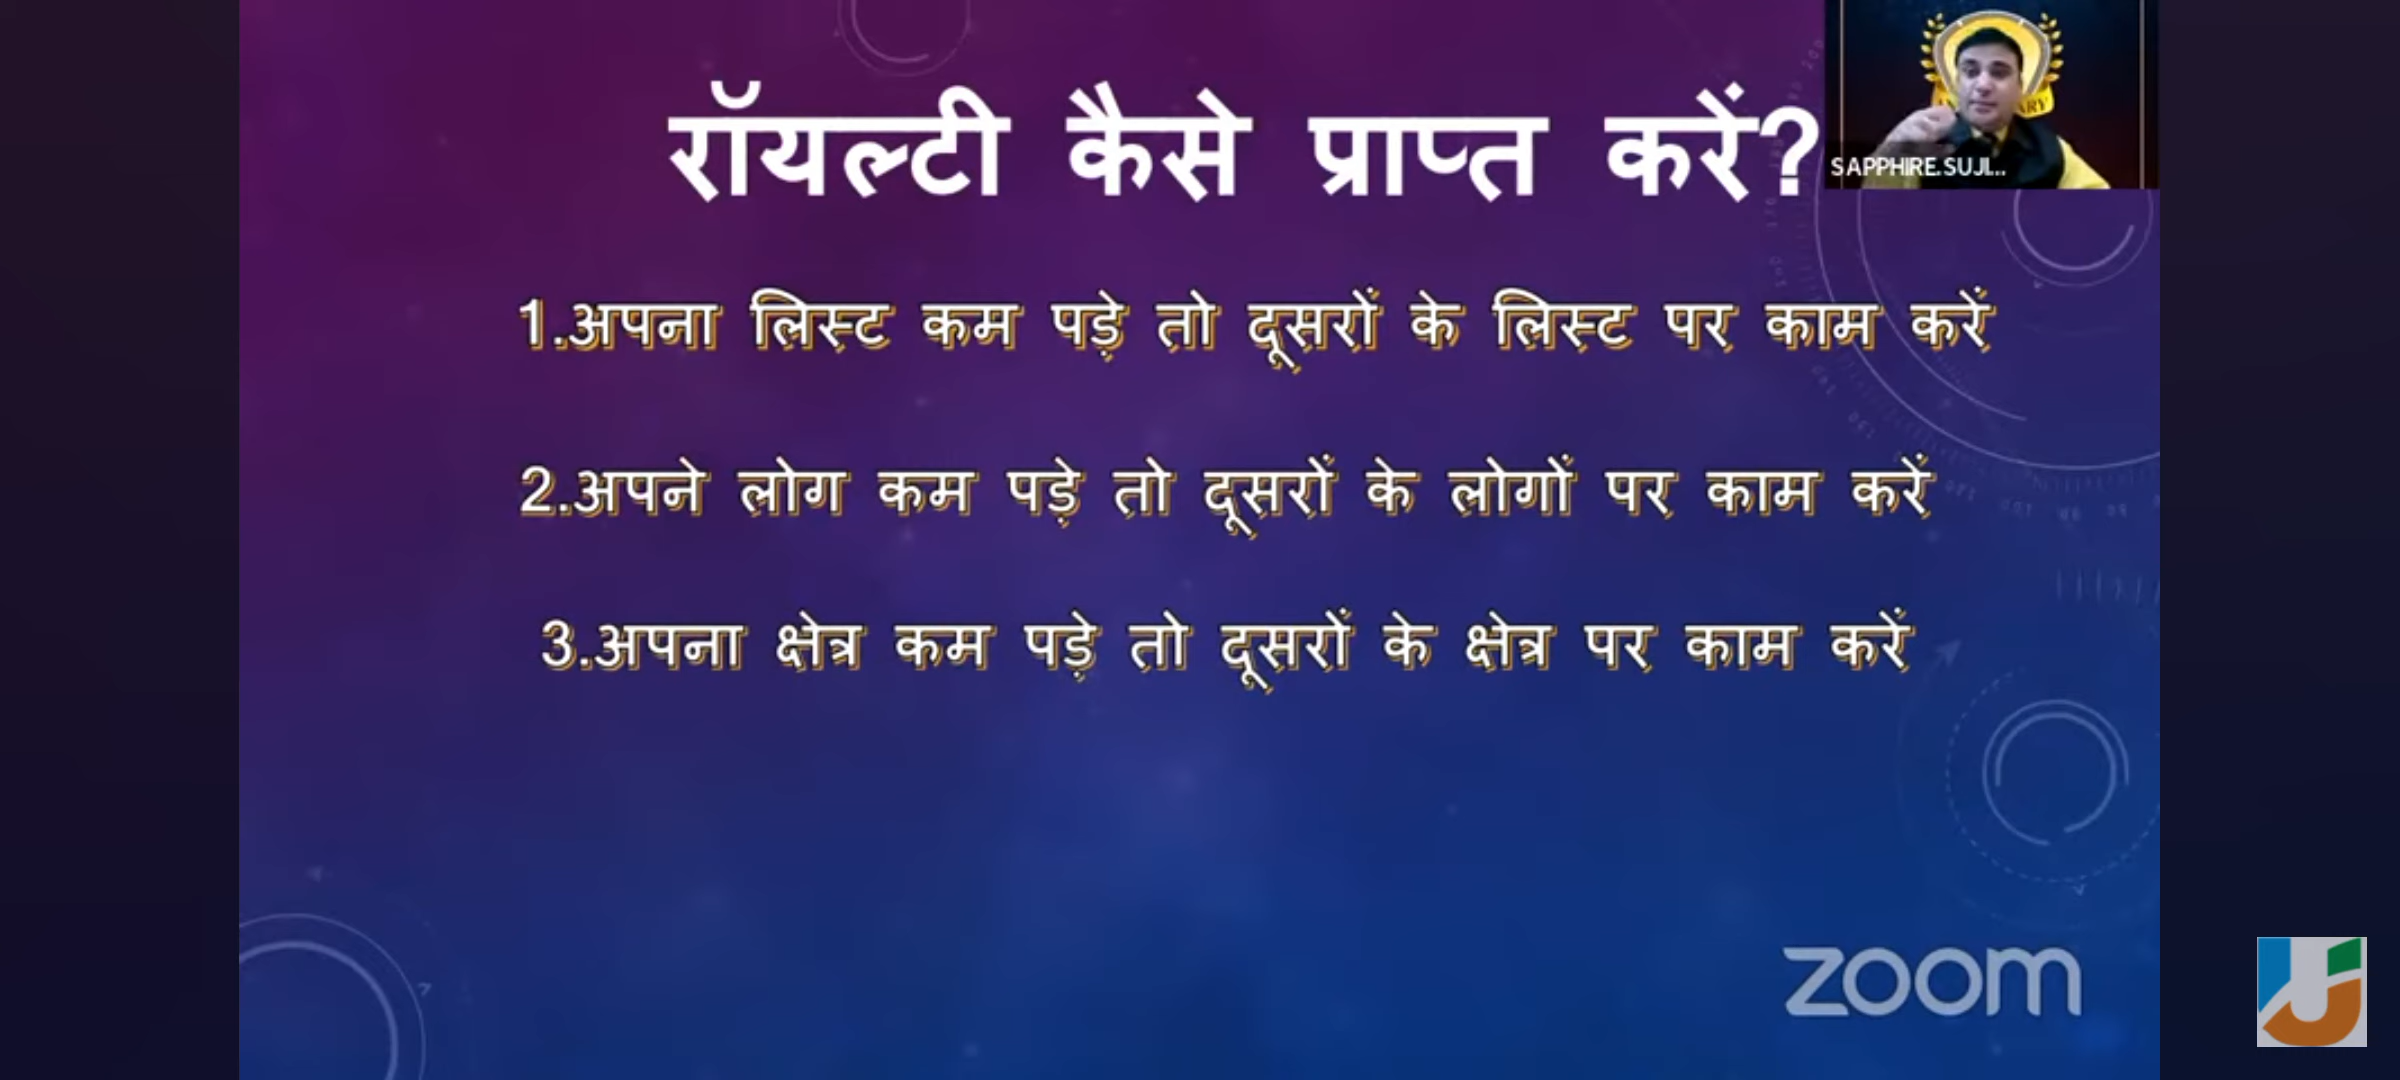 रॉयल्टी कैसे प्राप्त करें?
SAPPHIRE.SUJI...
1.अपना लिस्ट कम पड़े तो दूसरों के लिस्ट पर काम करें
2.अपने लोग कम पड़े तो दूसरों के लोगों पर काम करें
3.अपना क्षेत्र कम पड़े तो दूसरों के क्षेत्र पर काम करें
zoom